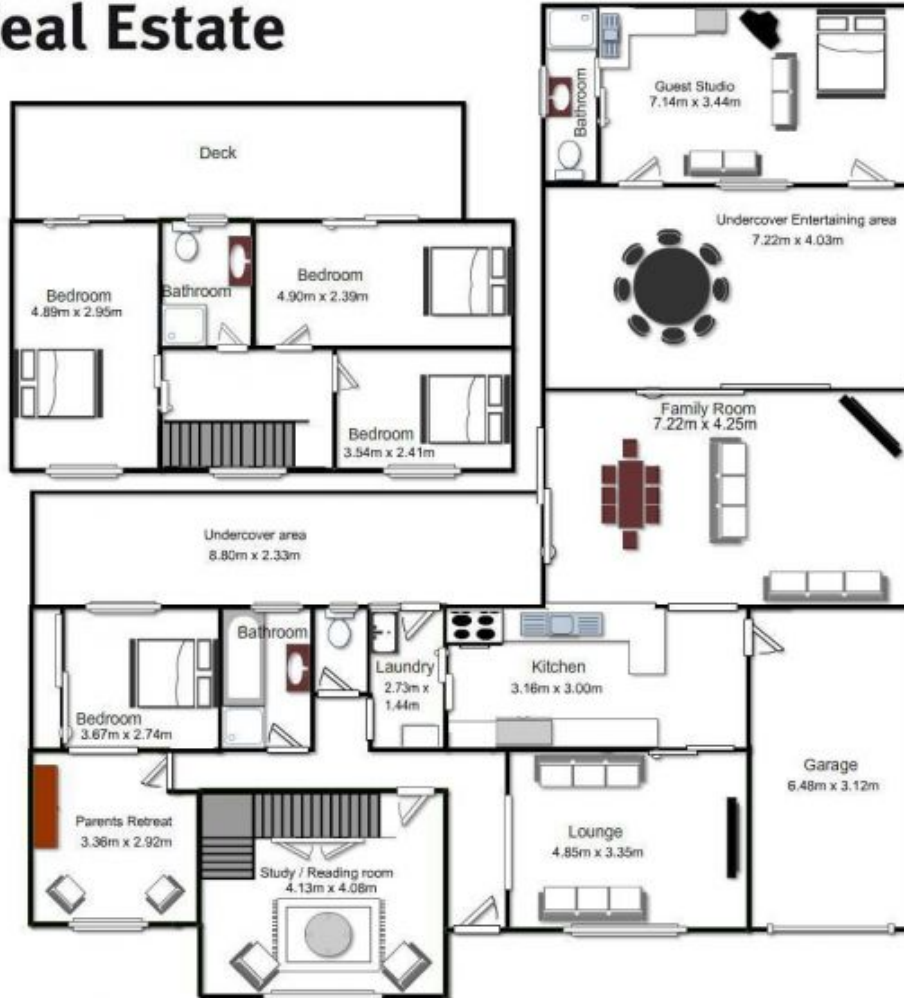 eal Estate
Guest Studio
7.14m x 3.44m
Bathroom
Deck
Undercover Entertaining area
7.22m x 4.03m
Bedroom
4.89m x 2.95m
Bathroom
Bedroom
4.90m x 2.39m
Bedroom
3.54m x 2.41m
Family Room
7.22m x 4.25m
Undercover area
8.80m x 2.33m
Bathroom
Bedroom
3.67m x 2.74m
Laundry
2.73m x
1.44m
Kitchen
3.16m x 3.00m
Garage
6.48m x 3.12m
Parents Retreat
3.36m x 2.92m
Lounge
4.85m x 3.35m
Study / Reading room
4.13m x 4.08m